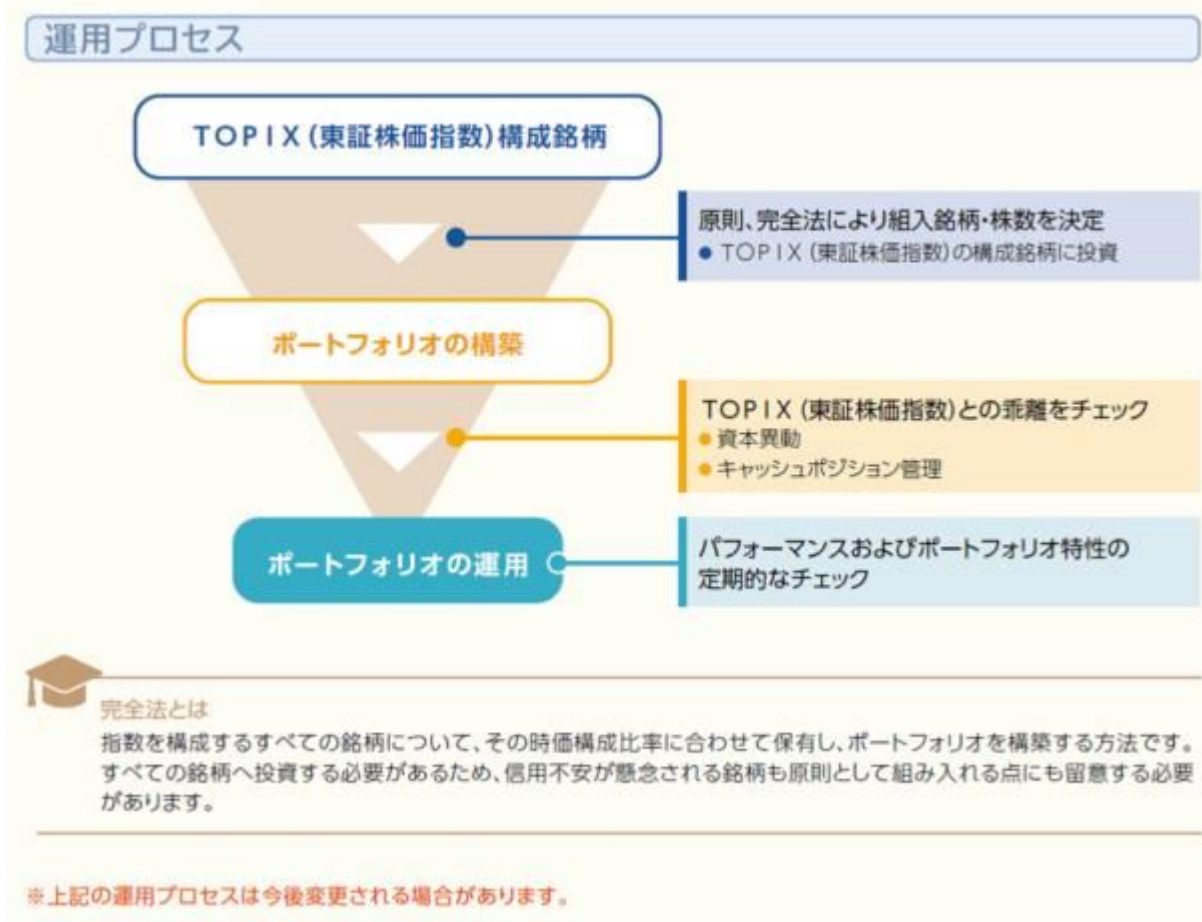 運用プロセス
TOPIX(東証株価指数)構成銘柄
原則、完全法により組入銘柄・株数を決定
● TOPIX(東証株価指数)の構成銘柄に投資
ポートフォリオの構築
TOPIX(東証株価指数)との乖離をチェック
● 資本異動
● キャッシュポジション管理
ポートフォリオの運用
パフォーマンスおよびポートフォリオ特性の
定期的なチェック
完全法とは
指数を構成するすべての銘柄について、その時価構成比率に合わせて保有し、ポートフォリオを構築する方法です。
すべての銘柄へ投資する必要があるため、信用不安が懸念される銘柄も原則として組み入れる点にも留意する必要
があります。
※上記の運用プロセスは今後変更される場合があります。